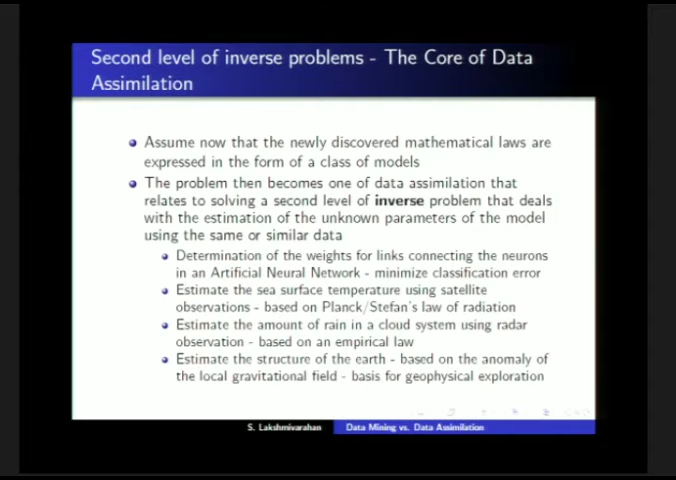 Second level of inverse problems - The Core of Data
Assimilation
Assume now that the newly discovered mathematical laws are
expressed in the form of a class of models
The problem then becomes one of data assimilation that
relates to solving a second level of inverse problem that deals
with the estimation of the unknown parameters of the model
using the same or similar data
Determination of the weights for links connecting the neurons
in an Artificial Neural Network - minimize classification error
Estimate the sea surface temperature using satellite
observations - based on Planck/Stefan's law of radiation
Estimate the amount of rain in a cloud system using radar
observation - based on an empirical law
Estimate the structure of the earth - based on the anomaly of
the local gravitational field - basis for geophysical exploration
S. Lakshmivarahan Data Mining vs. Data Assimilation